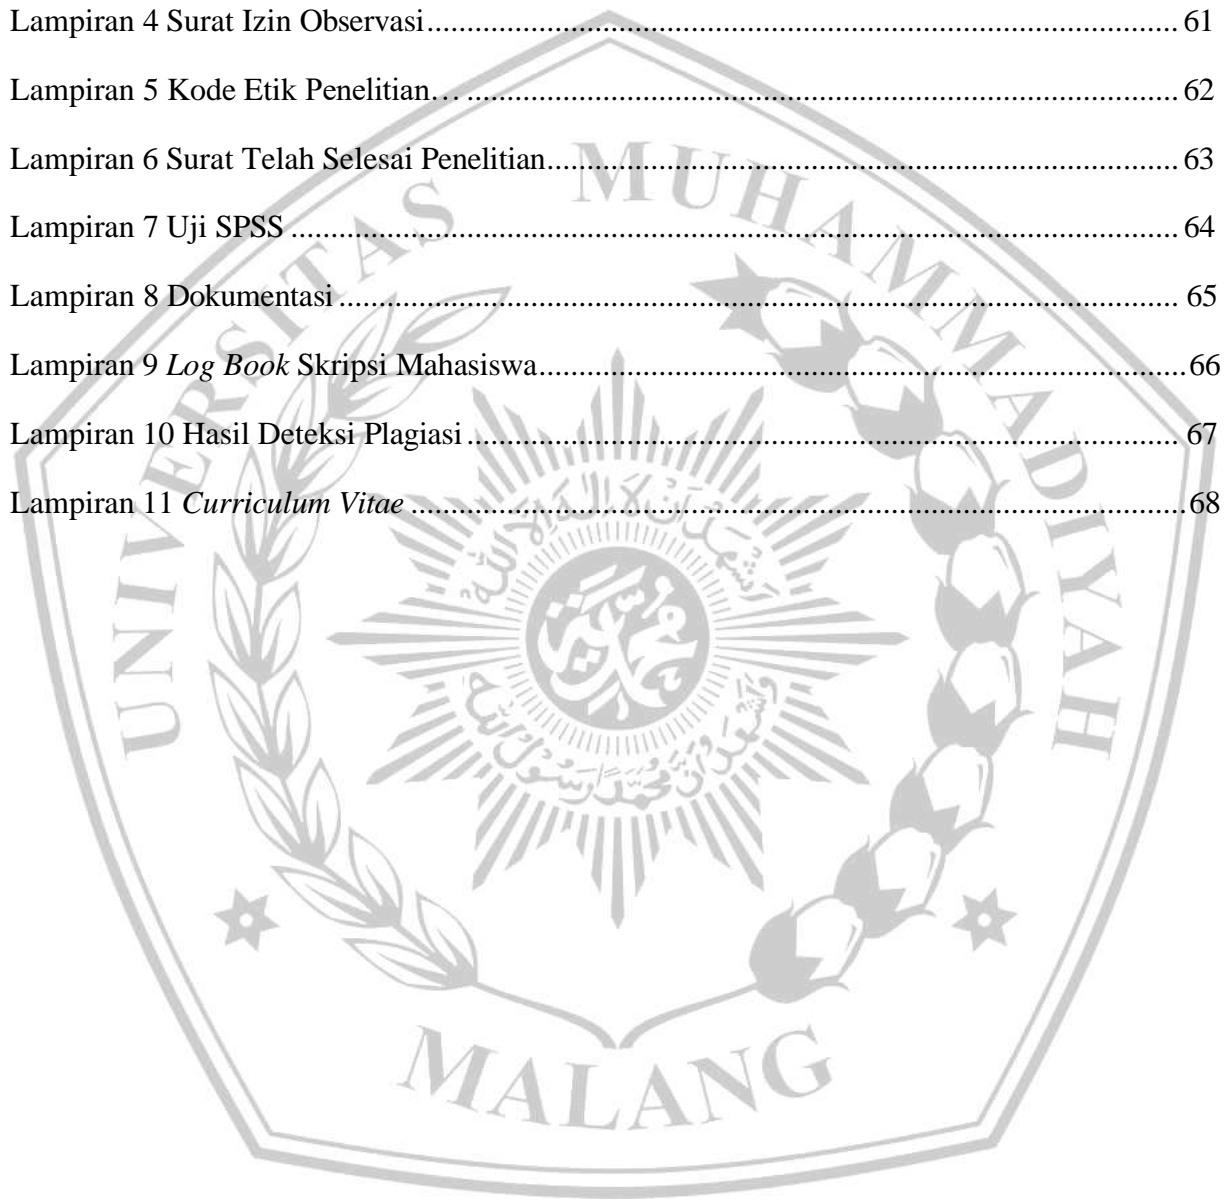 Lampiran 4 Surat Izin Observasi.......................................................................................... 61
Lampiran 5 Kode Etik Penelitian… ..................................................................................... 62
Lampiran 6 Surat Telah Selesai Penelitian............................................................................ 63
Lampiran 7 Uji SPSS .......................................................................................................... 64
Lampiran 8 Dokumentasi .................................................................................................... 65
Lampiran 9 Log Book Skripsi Mahasiswa..............................................................................66
Lampiran 10 Hasil Deteksi Plagiasi ..................................................................................... 67
Lampiran 11 Curriculum Vitae .............................................................................................68
UNIVERSITAS MUHAMMADIYAH
MALANG